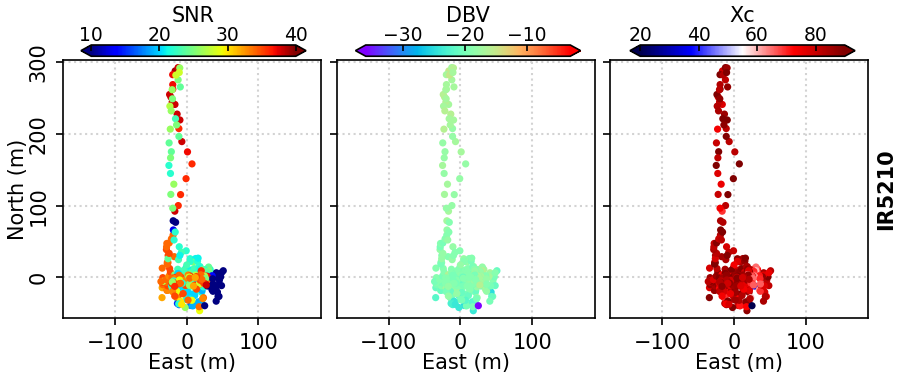 SNR DBV Xc
10 20 30 40 −30 −20 −10 20 40 60 80
300
200
100
0
North (m)
IR5210
−100 0 100 −100 0 100 −100 0 100
East (m) East (m) East (m)